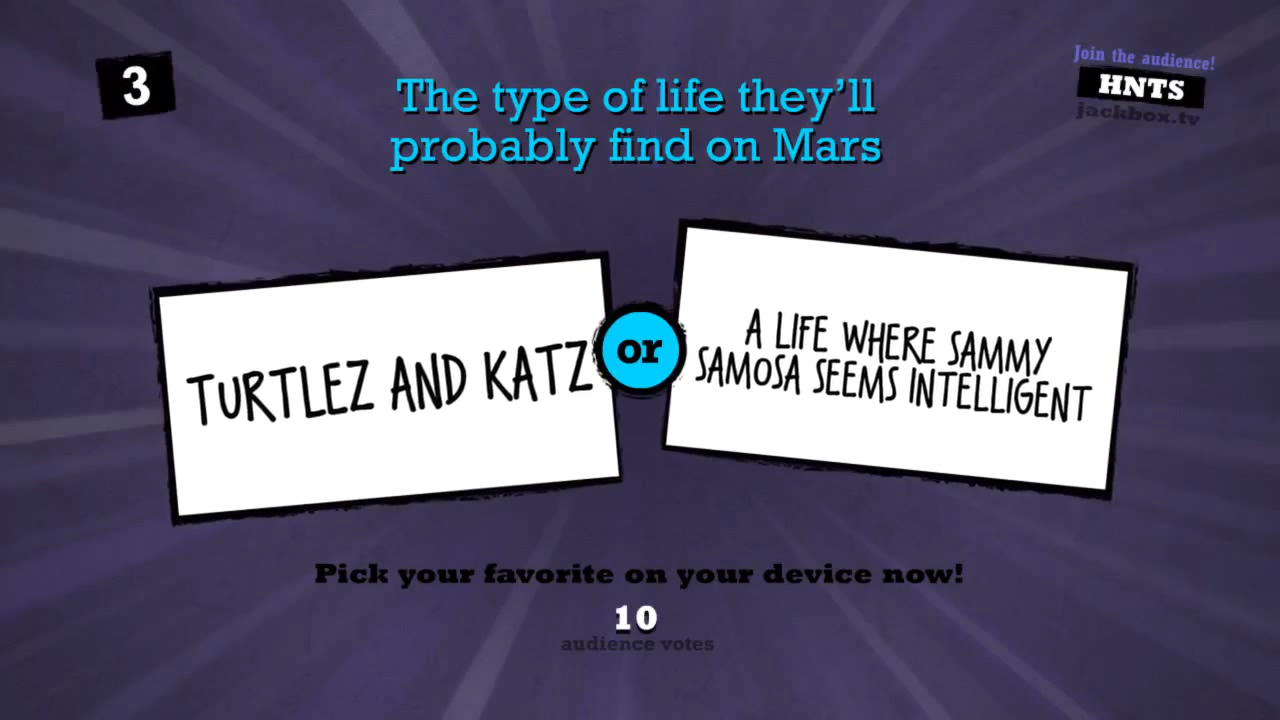 3
Join the audience!
HNTS
jackbox.tv
The type of life they'll
probably find on Mars
TURTLEZ AND KATZ
or
A LIFE WHERE SAMMY
SAMOSA SEEMS INTELLIGENT
Pick your favorite on your device now!
10
audience votes